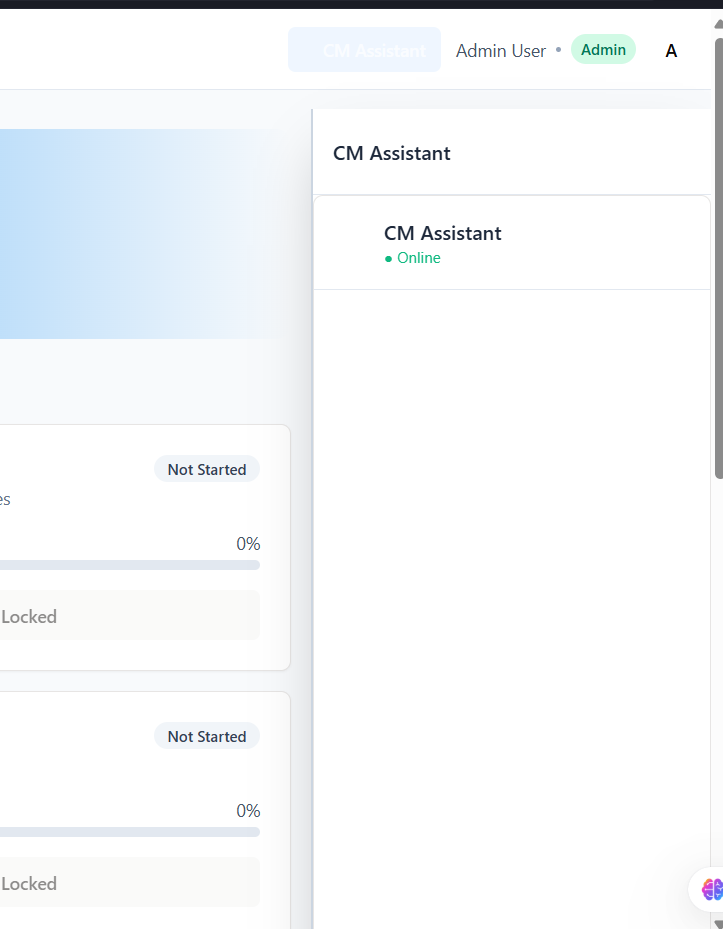 CM Assistant
Admin User • Admin A
CM Assistant
CM Assistant
● Online
Not Started
es
0%
Locked
Not Started
0%
Locked